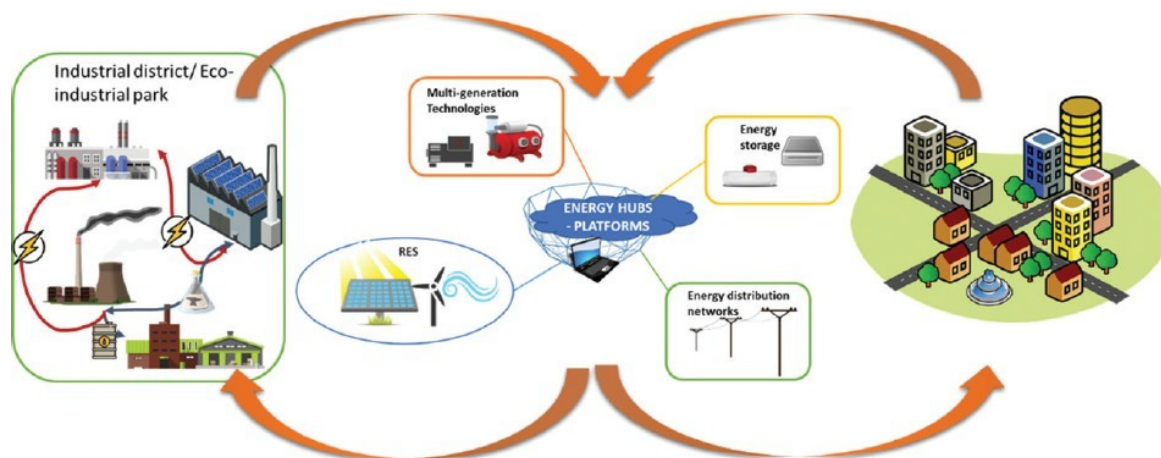 Industrial district/ Eco-
industrial park
Multi-generation
Technologies
Energy
storage
ENERGY HUBS
- PLATFORMS
RES
Energy distribution
networks